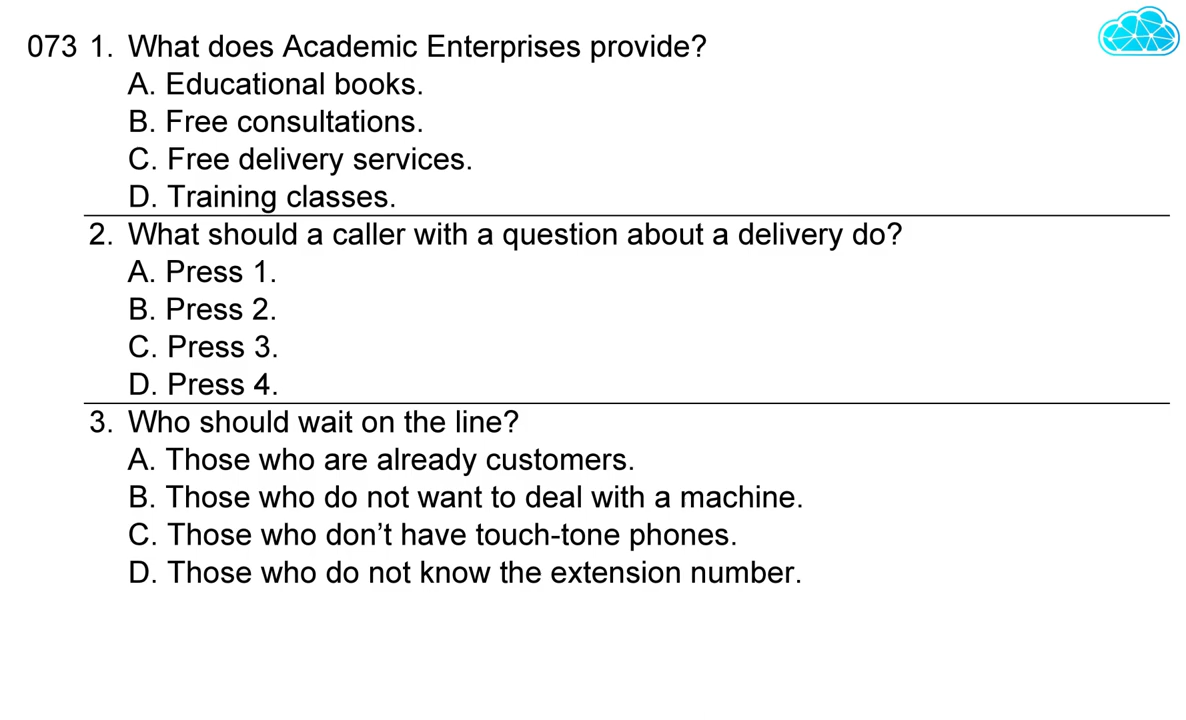 073 1. What does Academic Enterprises provide?
A. Educational books.
B. Free consultations.
C. Free delivery services.
D. Training classes.
2. What should a caller with a question about a delivery do?
A. Press 1.
B. Press 2.
C. Press 3.
D. Press 4.
3. Who should wait on the line?
A. Those who are already customers.
B. Those who do not want to deal with a machine.
C. Those who don’t have touch-tone phones.
D. Those who do not know the extension number.